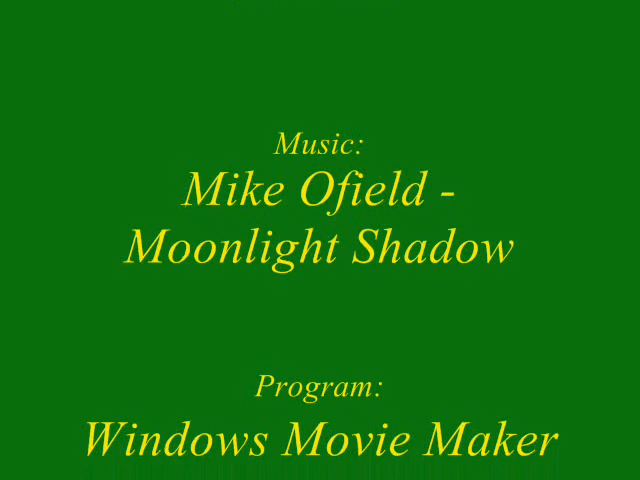 Music:
Mike Ofield -
Moonlight Shadow
Program:
Windows Movie Maker